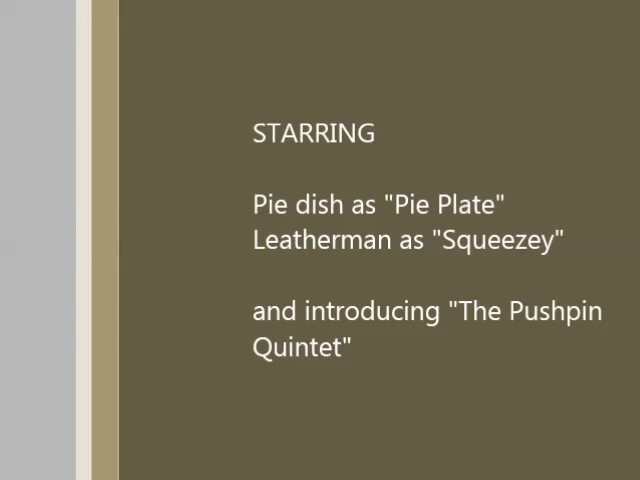 STARRING
Pie dish as "Pie Plate"
Leatherman as "Squeezey"
and introducing "The Pushpin
Quintet"